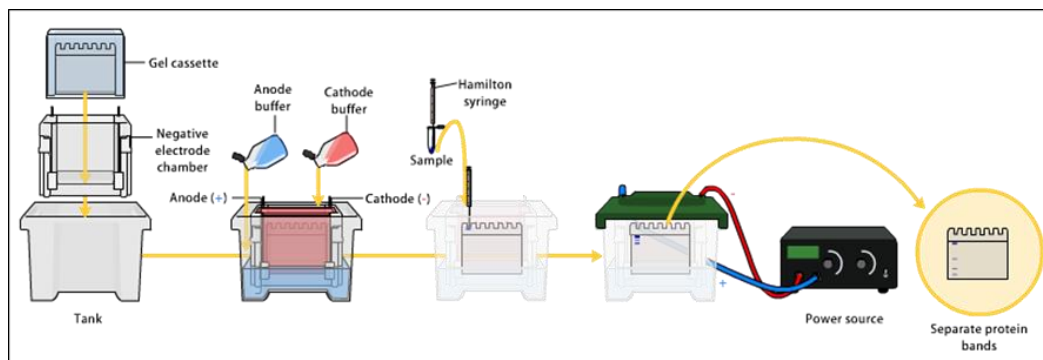 Gel cassette
Negative
electrode
chamber
Tank
Anode
buffer
Cathode
buffer
Anode (+)
Cathode (-)
Hamilton
syringe
Sample
-
+
Power source
Separate protein
bands